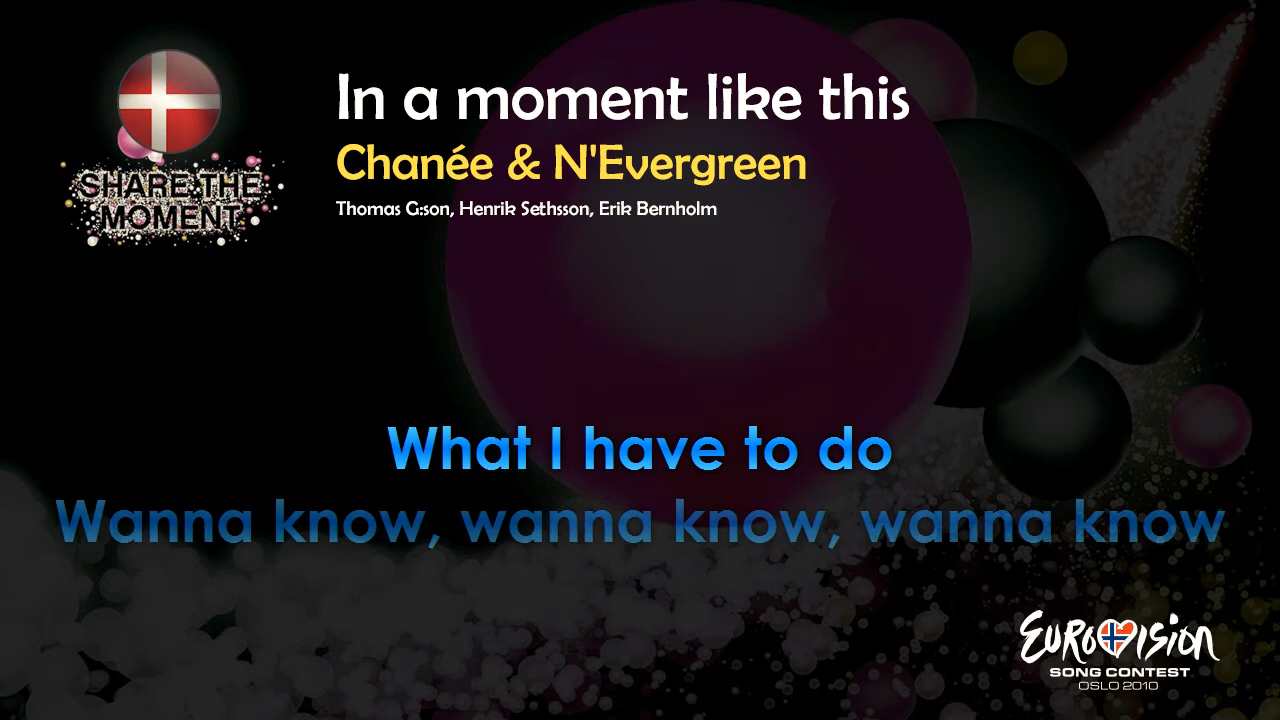 SHARE THE
MOMENT
In a moment like this
Chanée & N'Evergreen
Thomas G:son, Henrik Sethsson, Erik Bernholm
What I have to do
Wanna know, wanna know, wanna know
EUROVISION
SONG CONTEST
OSLO 2010